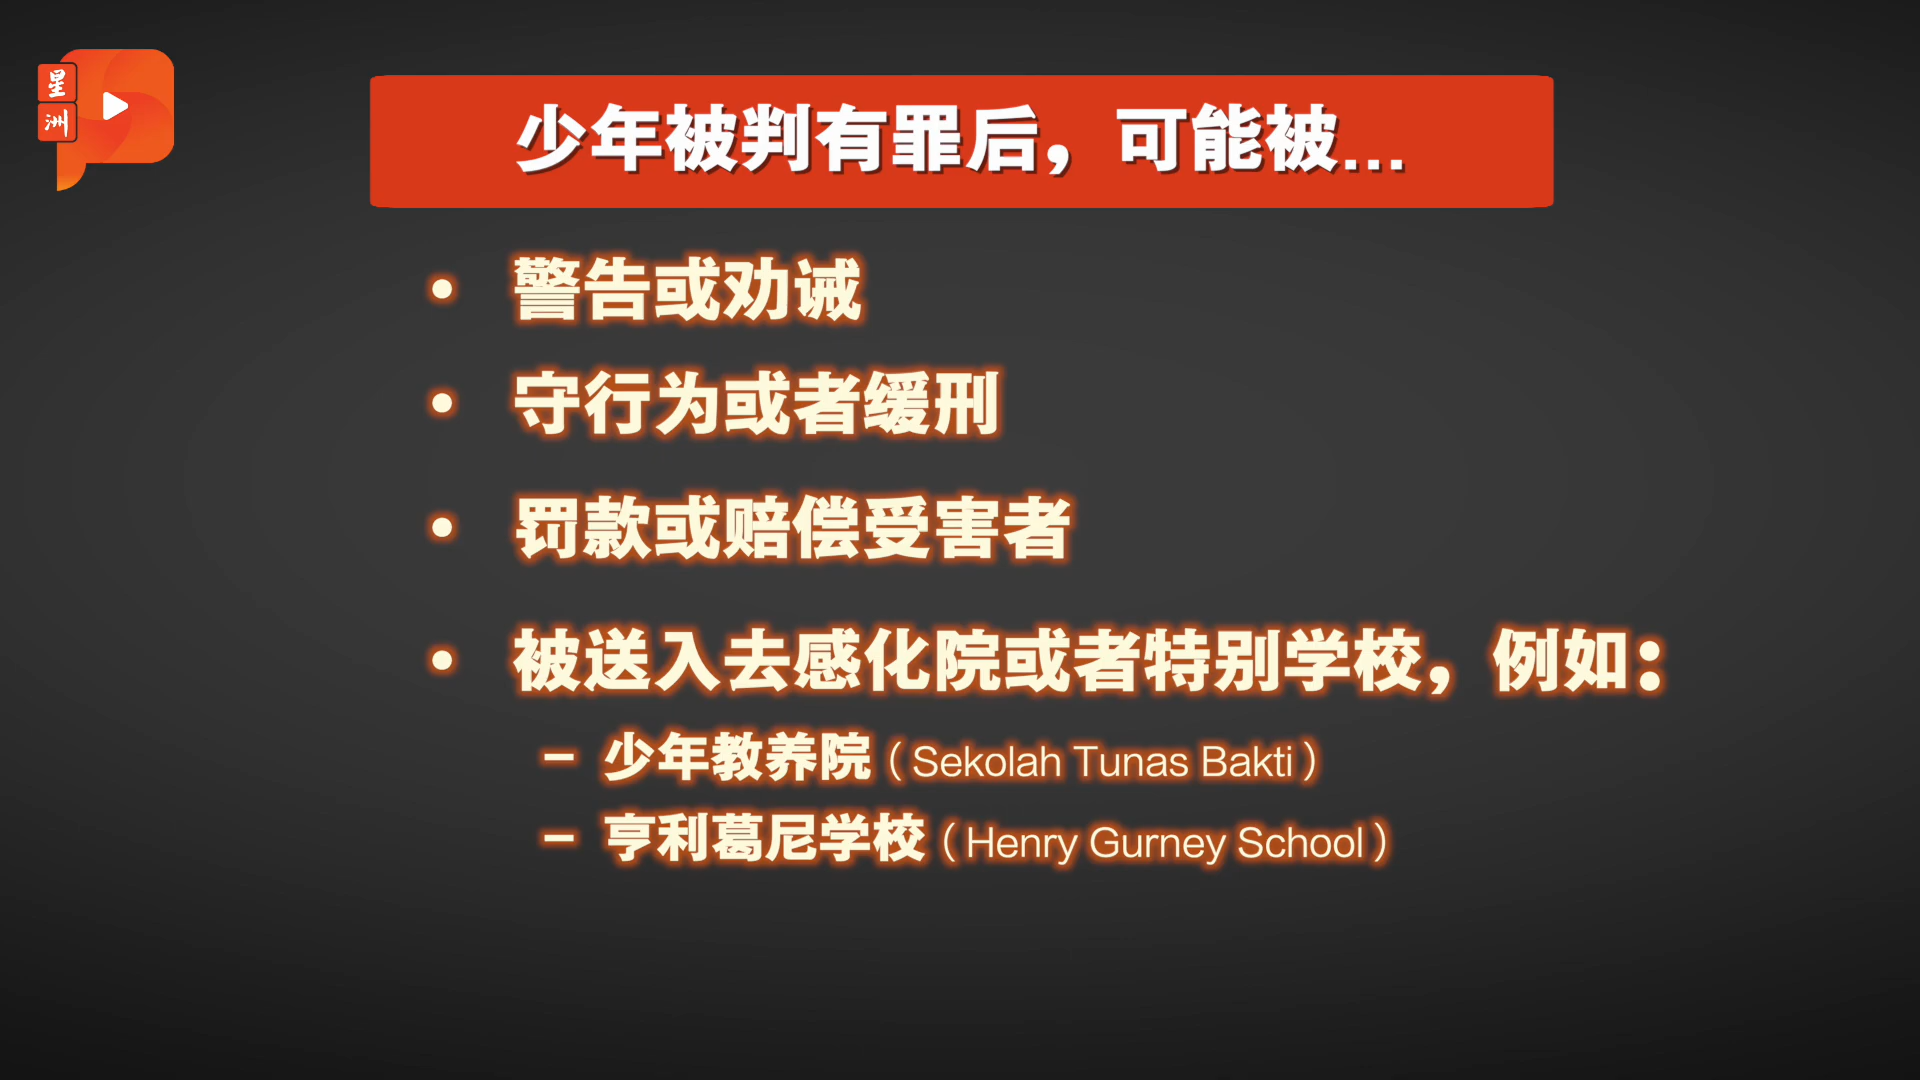 星洲
少年被判有罪后，可能被...
• 警告或劝诫
• 守行为或者缓刑
• 罚款或赔偿受害者
• 被送入去感化院或者特别学校，例如：
– 少年教养院（Sekolah Tunas Bakti）
– 亨利葛尼学校（Henry Gurney School）